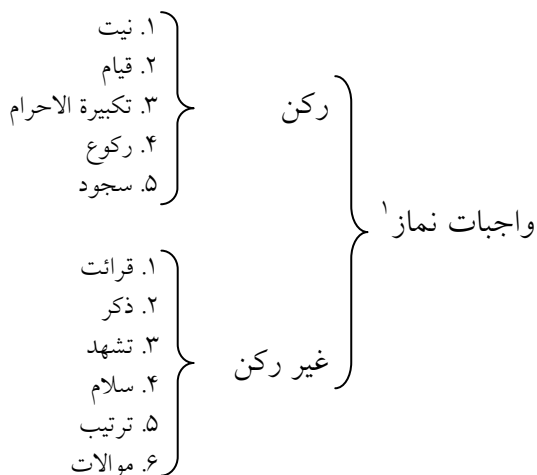 واجبات نماز۱
رکن
۱. نیت
۲. قیام
۳. تکبیرة الاحرام
۴. رکوع
۵. سجود
غیر رکن
۱. قرائت
۲. ذکر
۳. تشهد
۴. سلام
۵. ترتیب
۶. موالات